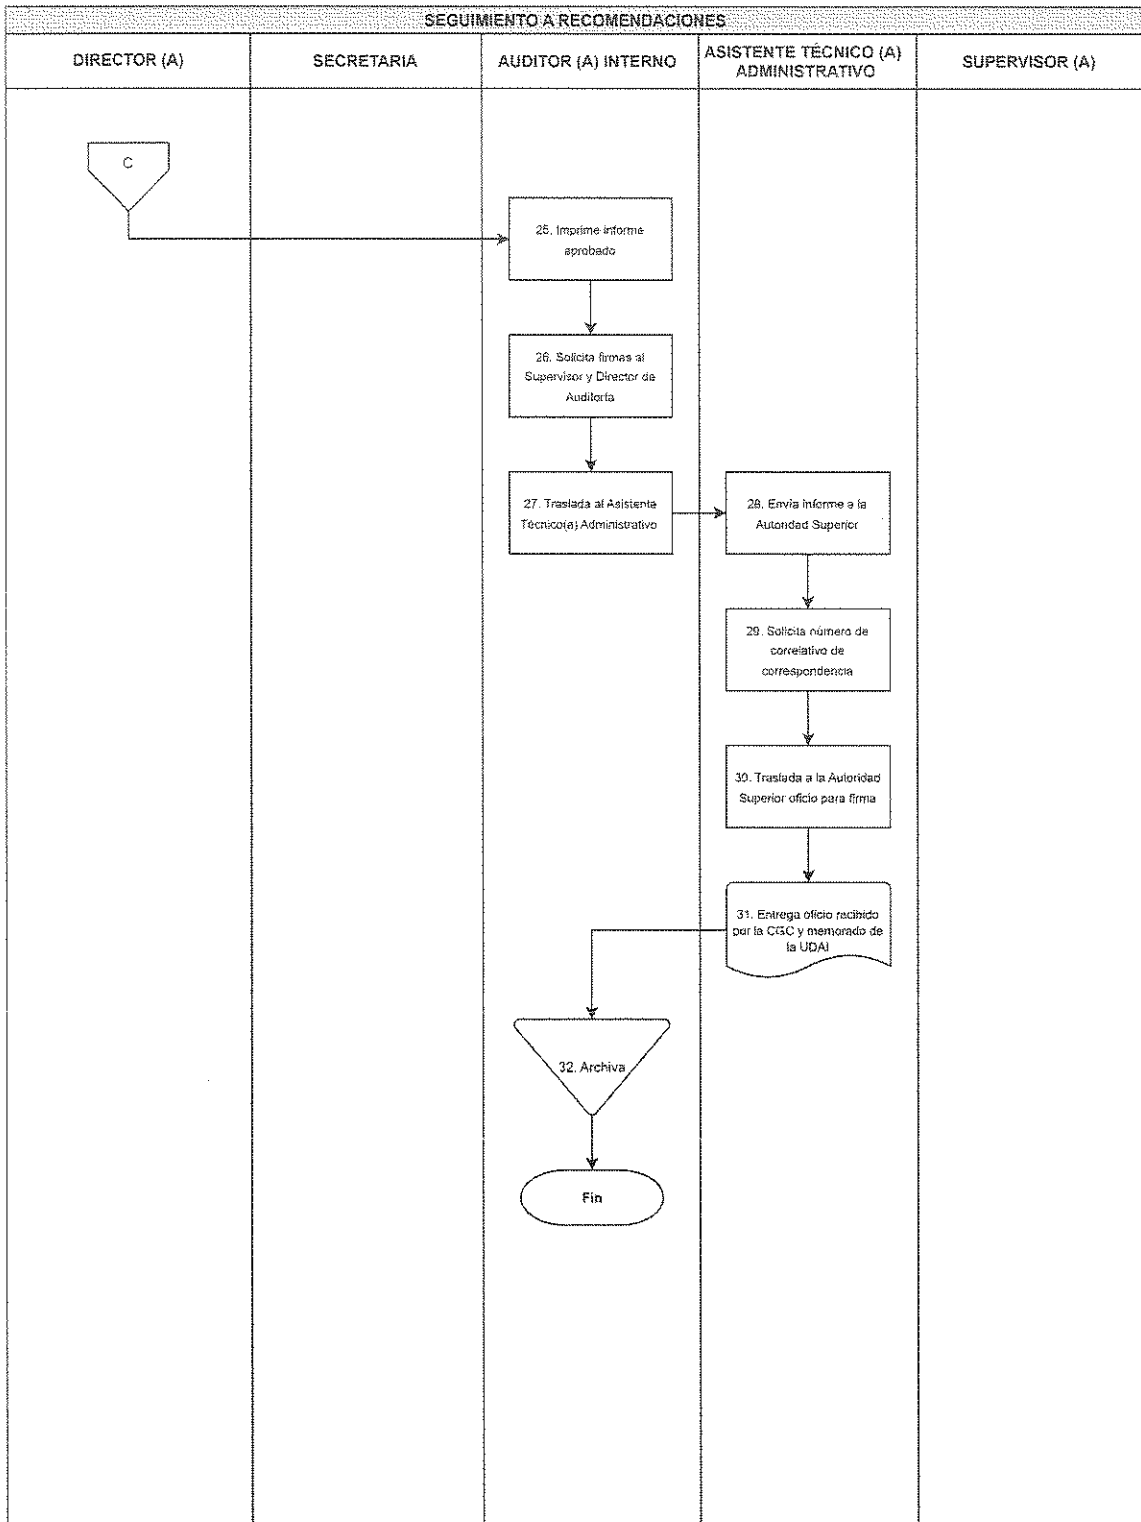 SEGUIMIENTO A RECOMENDACIONES
DIRECTOR (A)
SECRETARIA
AUDITOR (A) INTERNO
ASISTENTE TÉCNICO (A)
ADMINISTRATIVO
SUPERVISOR (A)
C
25. Imprime informe
aprobado
26. Solicita firmas al
Supervisor y Director de
Auditoría
27. Traslada al Asistente
Técnico(a) Administrativo
28. Envía informe a la
Autoridad Superior
29. Solicita número de
correlativo de
correspondencia
30. Traslada a la Autoridad
Superior oficio para firma
31. Entrega oficio recibido
por la CGC y memorado de
la UDAI
32. Archiva
Fin